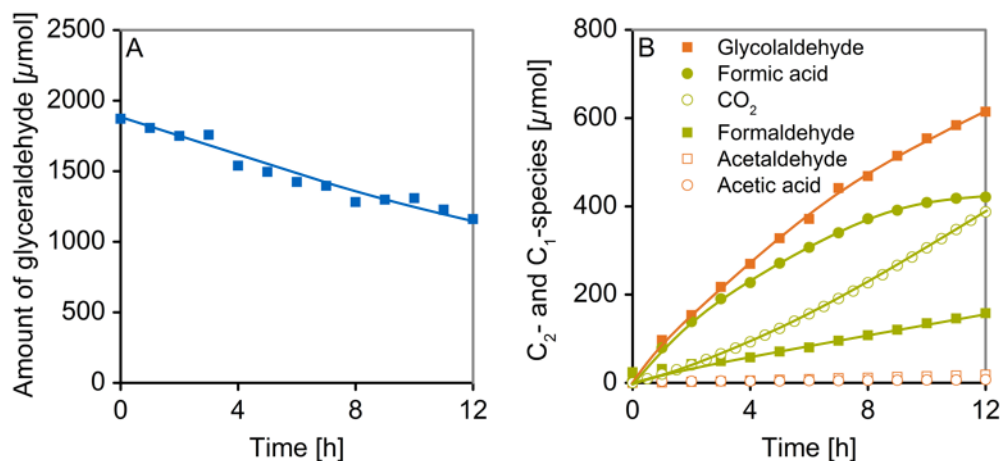 Amount of glyceraldehyde [µmol]
2500
2000
1500
1000
500
0
A
0
4
8
12
Time [h]
C₂- and C₁-species [µmol]
800
600
400
200
0
B
Glycolaldehyde
Formic acid
CO₂
Formaldehyde
Acetaldehyde
Acetic acid
0
4
8
12
Time [h]